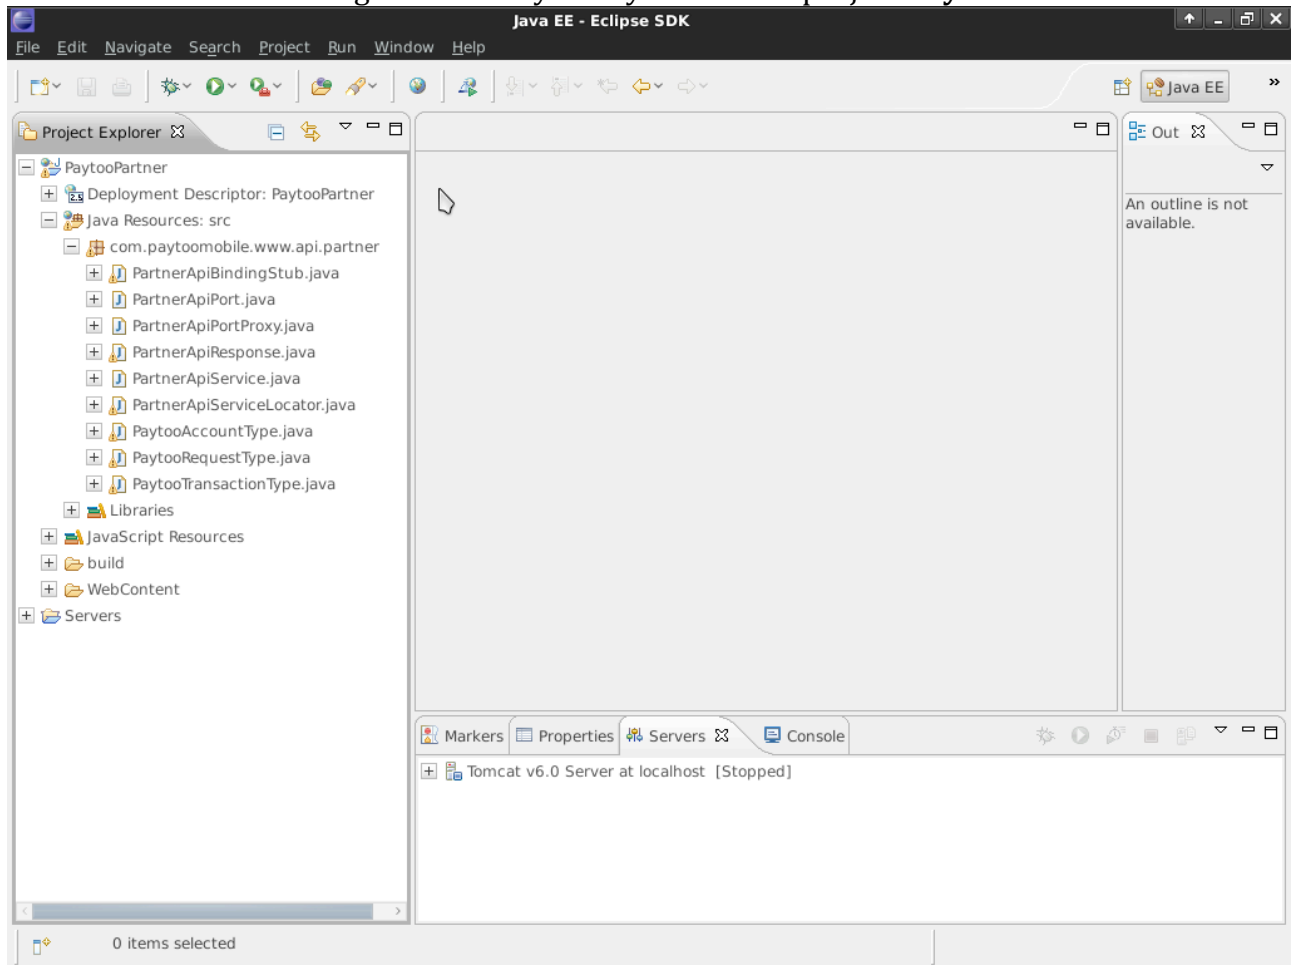 Java EE - Eclipse SDK
File Edit Navigate Search Project Run Window Help
Java EE »
Project Explorer
Out
PaytooPartner
Deployment Descriptor: PaytooPartner
Java Resources: src
com.paytoomobile.www.api.partner
PartnerApiBindingStub.java
PartnerApiPort.java
PartnerApiPortProxy.java
PartnerApiResponse.java
PartnerApiService.java
PartnerApiServiceLocator.java
PaytooAccountType.java
PaytooRequestType.java
PaytooTransactionType.java
Libraries
JavaScript Resources
build
WebContent
Servers
An outline is not
available.
Markers Properties Servers Console
Tomcat v6.0 Server at localhost [Stopped]
0 items selected